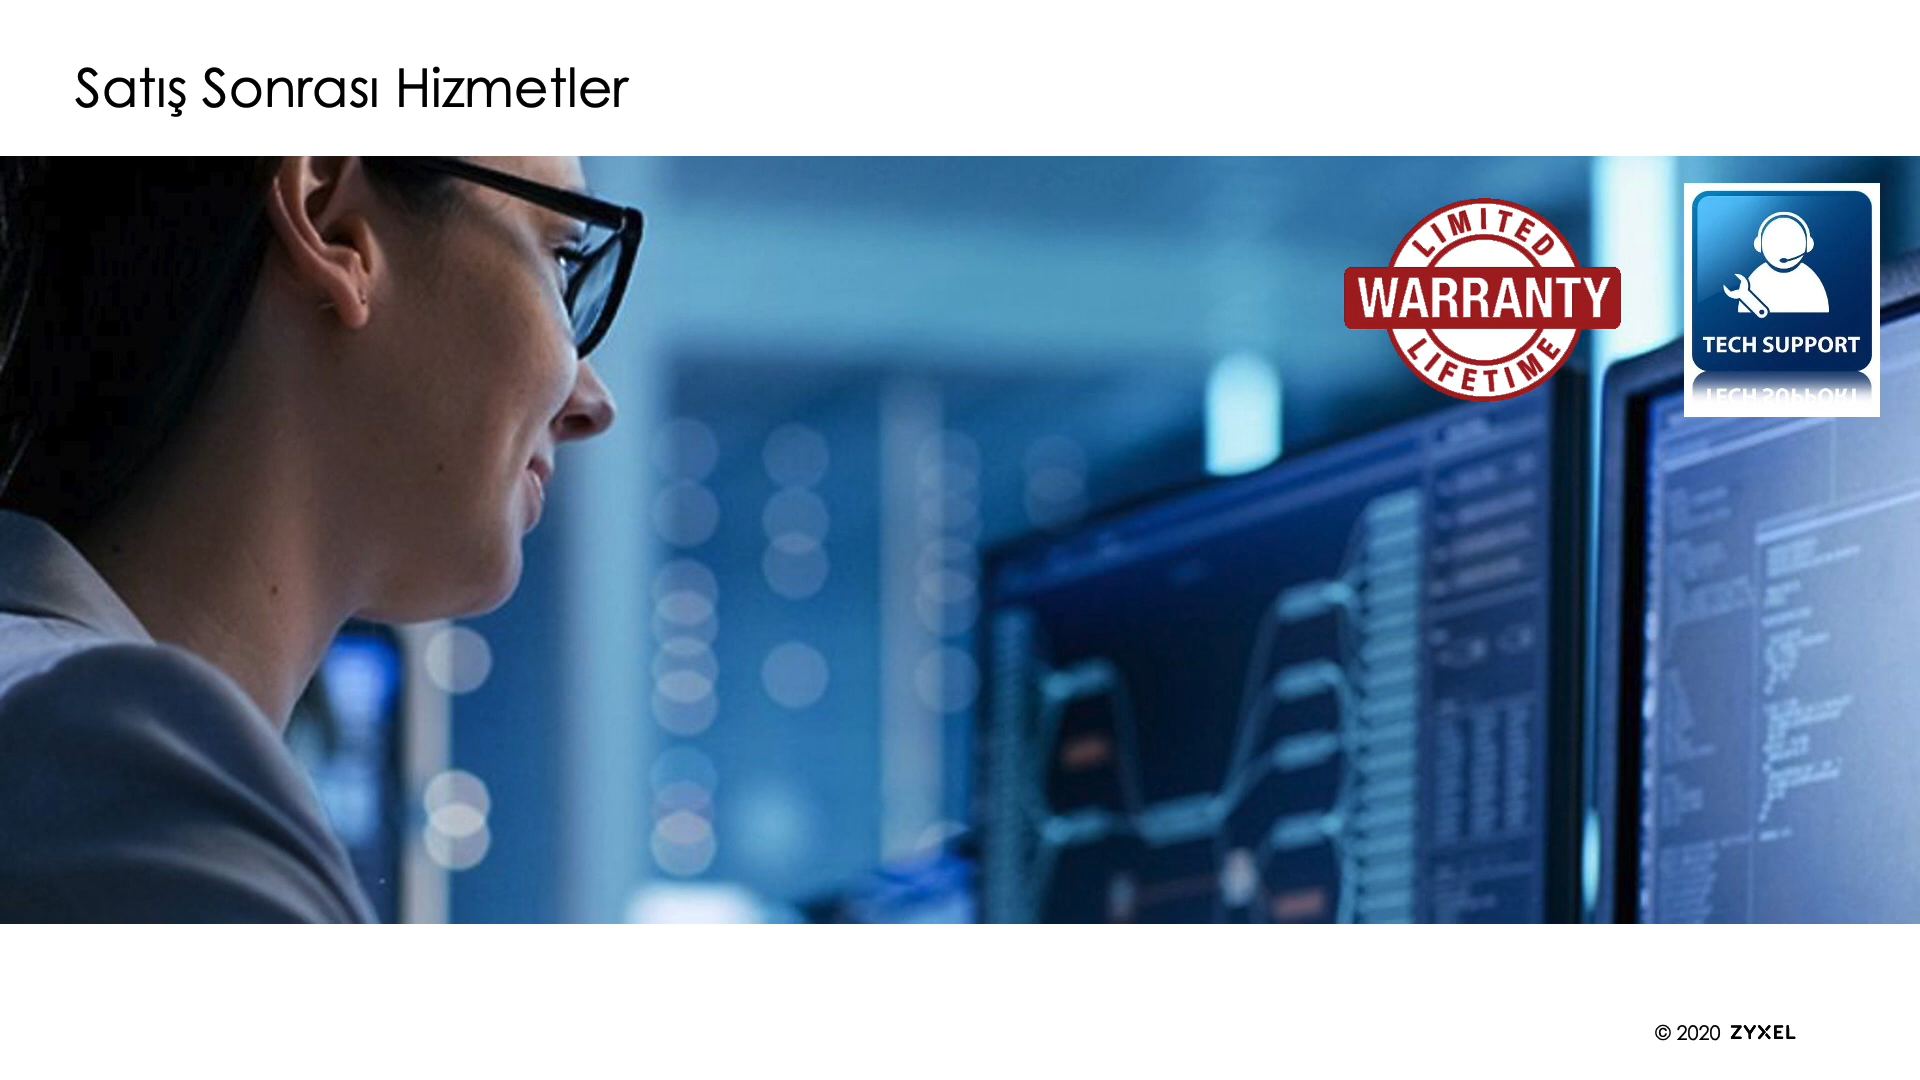 Satış Sonrası Hizmetler
LIMITED
WARRANTY
LIFETIME
TECH SUPPORT
© 2020 ZYXEL